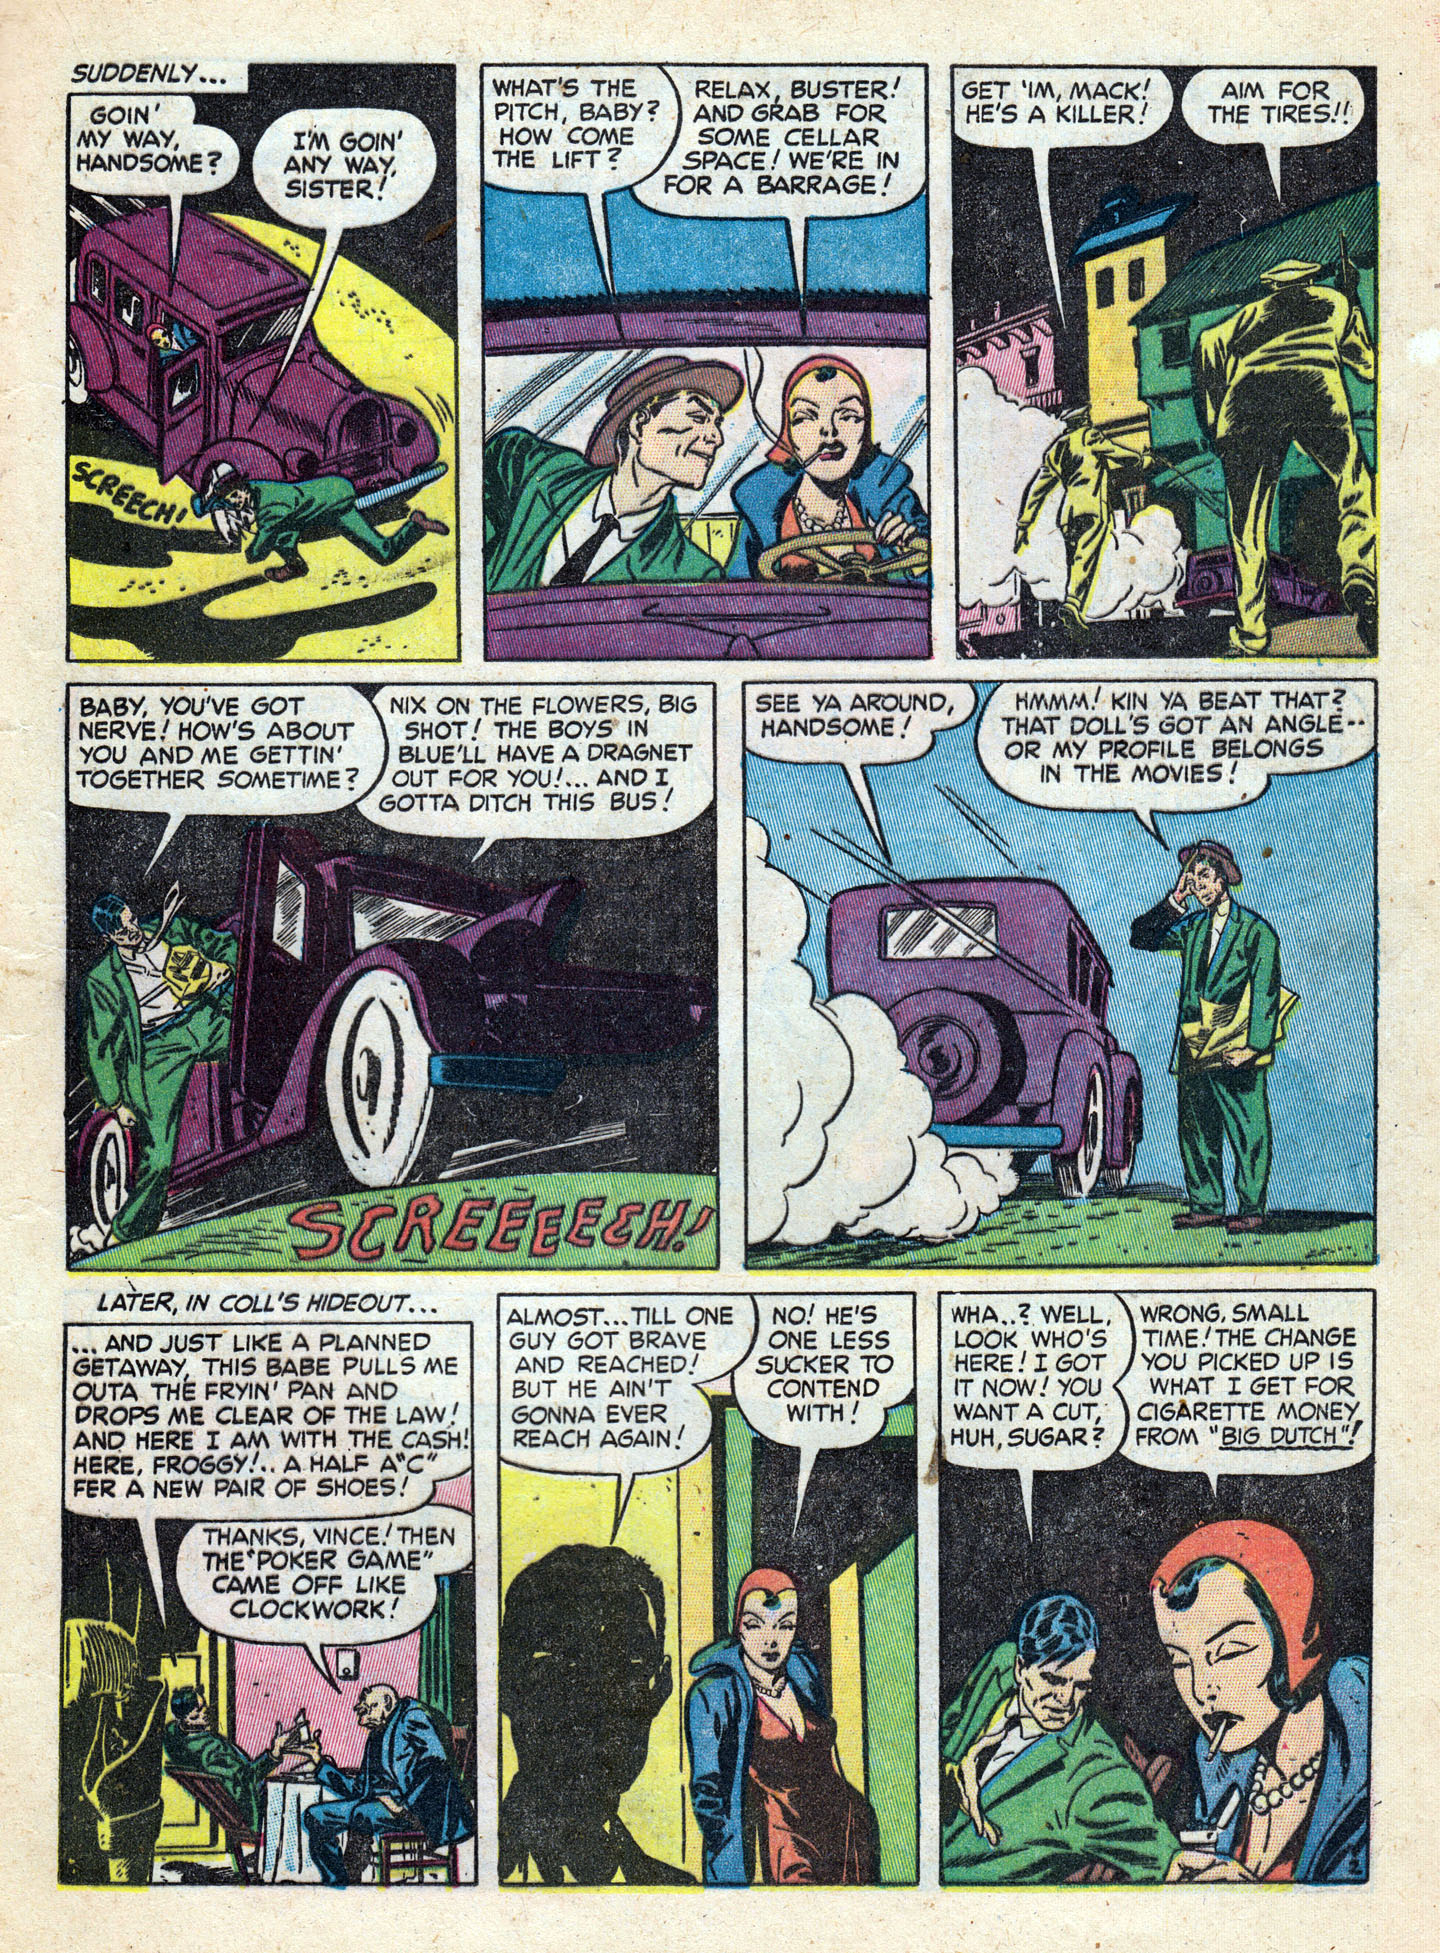 SUDDENLY...
GOIN'
MY WAY,
HANDSOME?
I'M GOIN'
ANY WAY,
SISTER!
SCREECH!
WHAT'S THE
PITCH, BABY?
HOW COME
THE LIFT?
RELAX, BUSTER!
AND GRAB FOR
SOME CELLAR
SPACE! WE'RE IN
FOR A BARRAGE!
GET 'IM, MACK!
HE'S A KILLER!
AIM FOR
THE TIRES!!
BABY, YOU'VE GOT
NERVE! HOW'S ABOUT
YOU AND ME GETTIN'
TOGETHER SOMETIME?
NIX ON THE FLOWERS, BIG
SHOT! THE BOYS IN
BLUE'LL HAVE A DRAGNET
OUT FOR YOU!... AND I
GOTTA DITCH THIS BUS!
SCREEEEECH!
SEE YA AROUND,
HANDSOME!
HMMM! KIN YA BEAT THAT?
THAT DOLL'S GOT AN ANGLE--
OR MY PROFILE BELONGS
IN THE MOVIES!
LATER, IN COLL'S HIDEOUT...
... AND JUST LIKE A PLANNED
GETAWAY, THIS BABE PULLS ME
OUTA THE FRYIN' PAN AND
DROPS ME CLEAR OF THE LAW!
AND HERE I AM WITH THE CASH!
HERE, FROGGY!.. A HALF A "C"
FER A NEW PAIR OF SHOES!
THANKS, VINCE! THEN
THE "POKER GAME"
CAME OFF LIKE
CLOCKWORK!
ALMOST... TILL ONE
GUY GOT BRAVE
AND REACHED!
BUT HE AIN'T
GONNA EVER
REACH AGAIN!
NO! HE'S
ONE LESS
SUCKER TO
CONTEND
WITH!
WHA..? WELL,
LOOK WHO'S
HERE! I GOT
IT NOW! YOU
WANT A CUT,
HUH, SUGAR?
WRONG, SMALL
TIME! THE CHANGE
YOU PICKED UP IS
WHAT I GET FOR
CIGARETTE MONEY,
FROM "BIG DUTCH"!
2